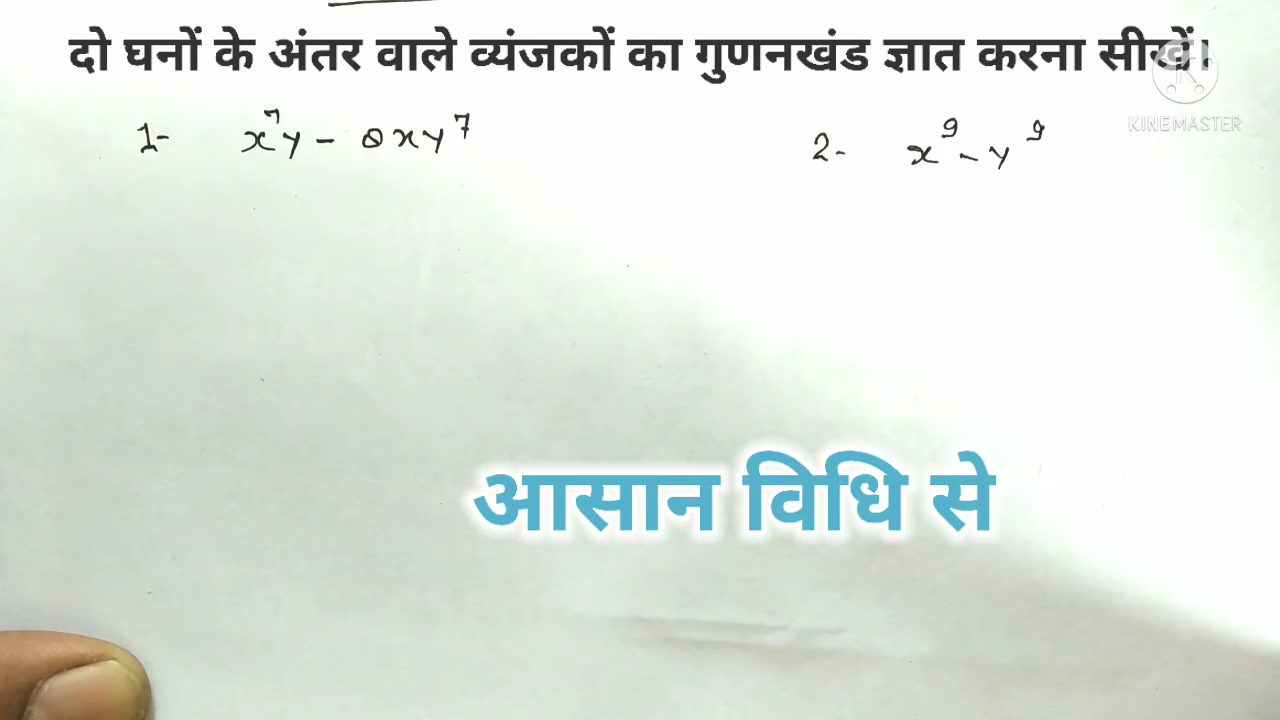 दो घनों के अंतर वाले व्यंजकों का गुणनखंड ज्ञात करना सीखें।
KINEMASTER
1- x⁷y - 8xy⁷
2- x⁹ - y⁹
आसान विधि से